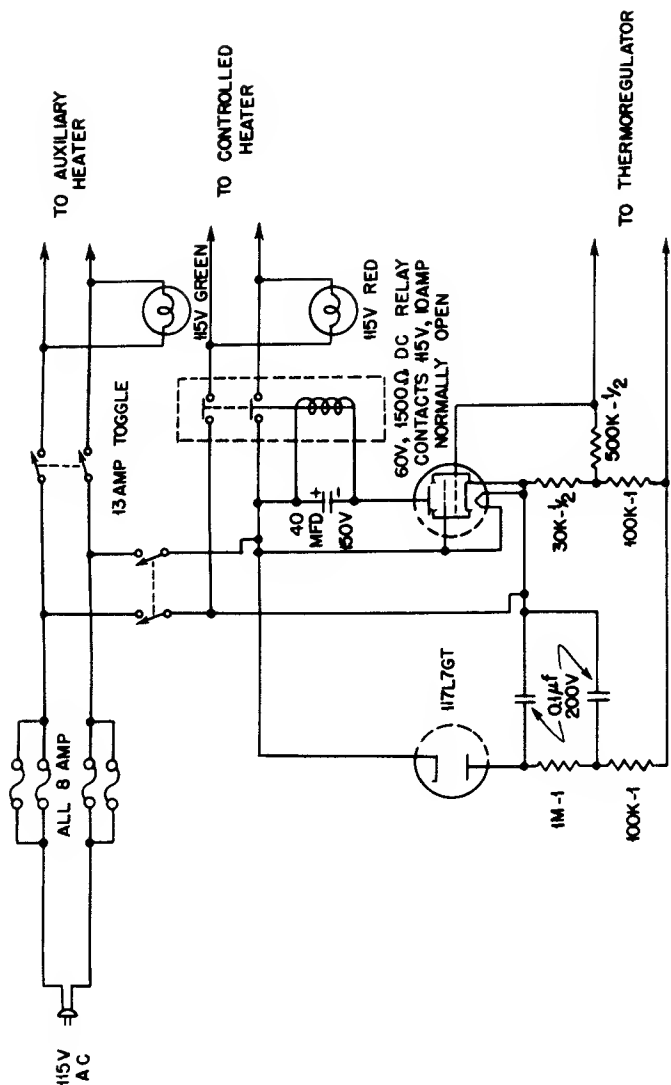 115V
AC
ALL 8 AMP
13 AMP TOGGLE
TO AUXILIARY
HEATER
115V GREEN
TO CONTROLLED
HEATER
115V RED
60V, 1500Ω DC RELAY
CONTACTS 115V, 10AMP
NORMALLY OPEN
40
MFD
+
-
150V
117L7GT
0.1μf
200V
1M-1
100K-1
30K-½
100K-1
500K-½
TO THERMOREGULATOR